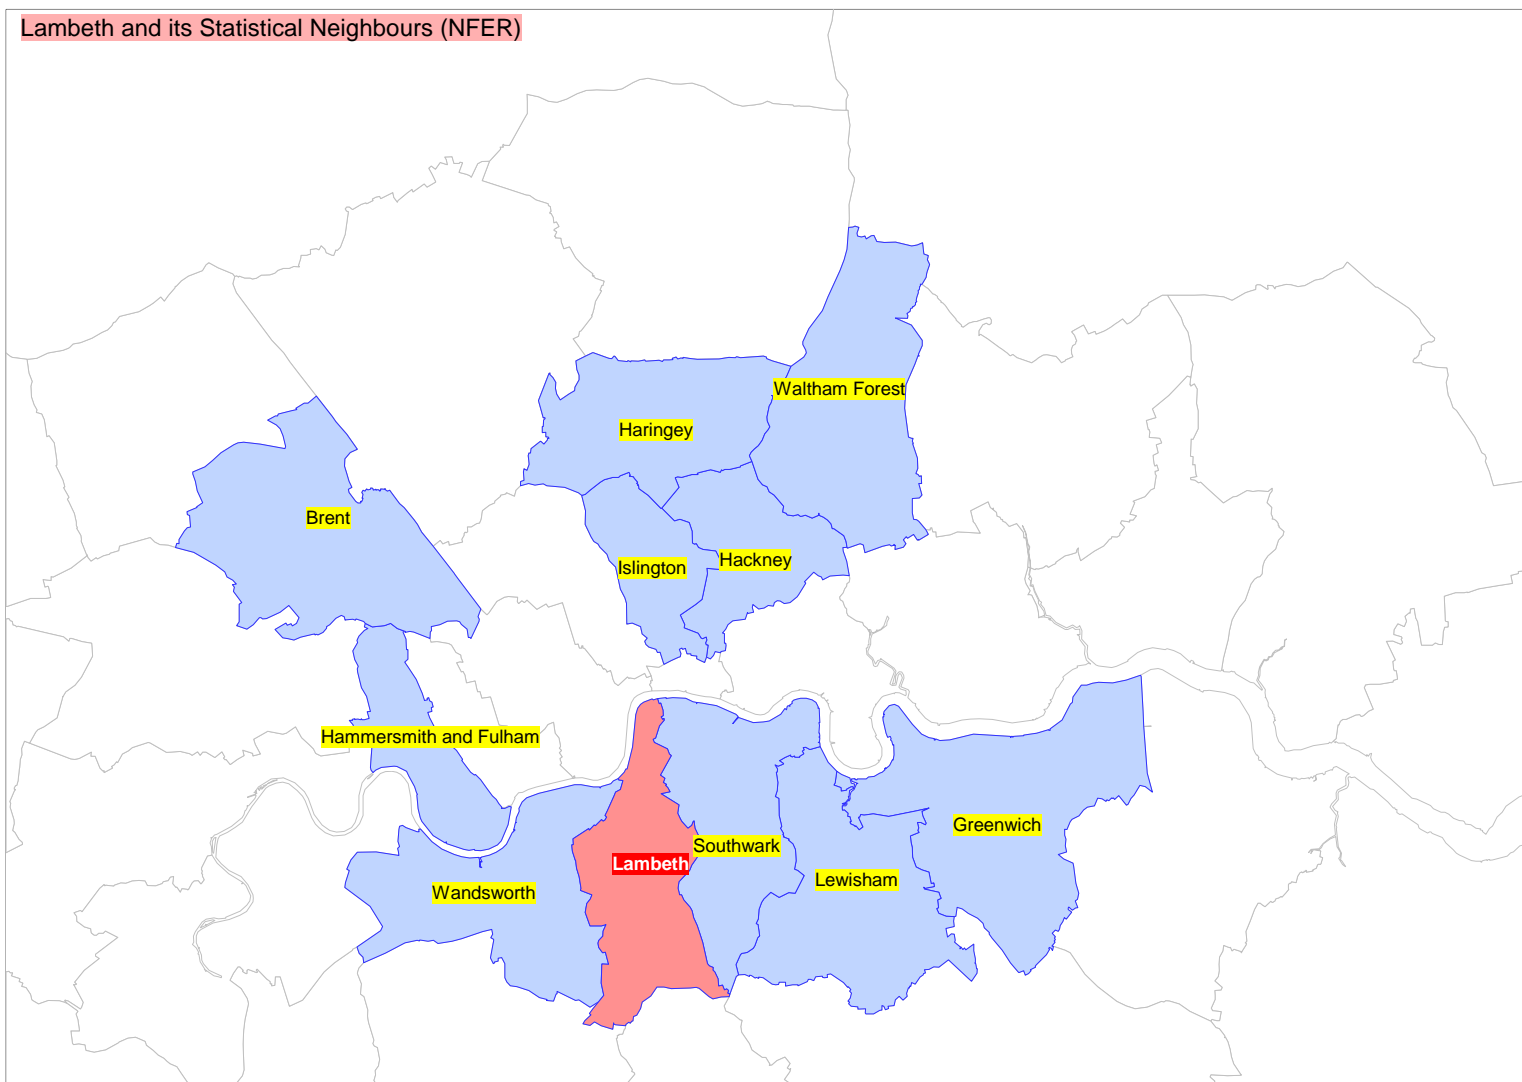 Lambeth and its Statistical Neighbours (NFER)
Waltham Forest
Haringey
Brent
Hackney
Islington
Hammersmith and Fulham
Greenwich
Southwark
Lambeth
Lewisham
Wandsworth